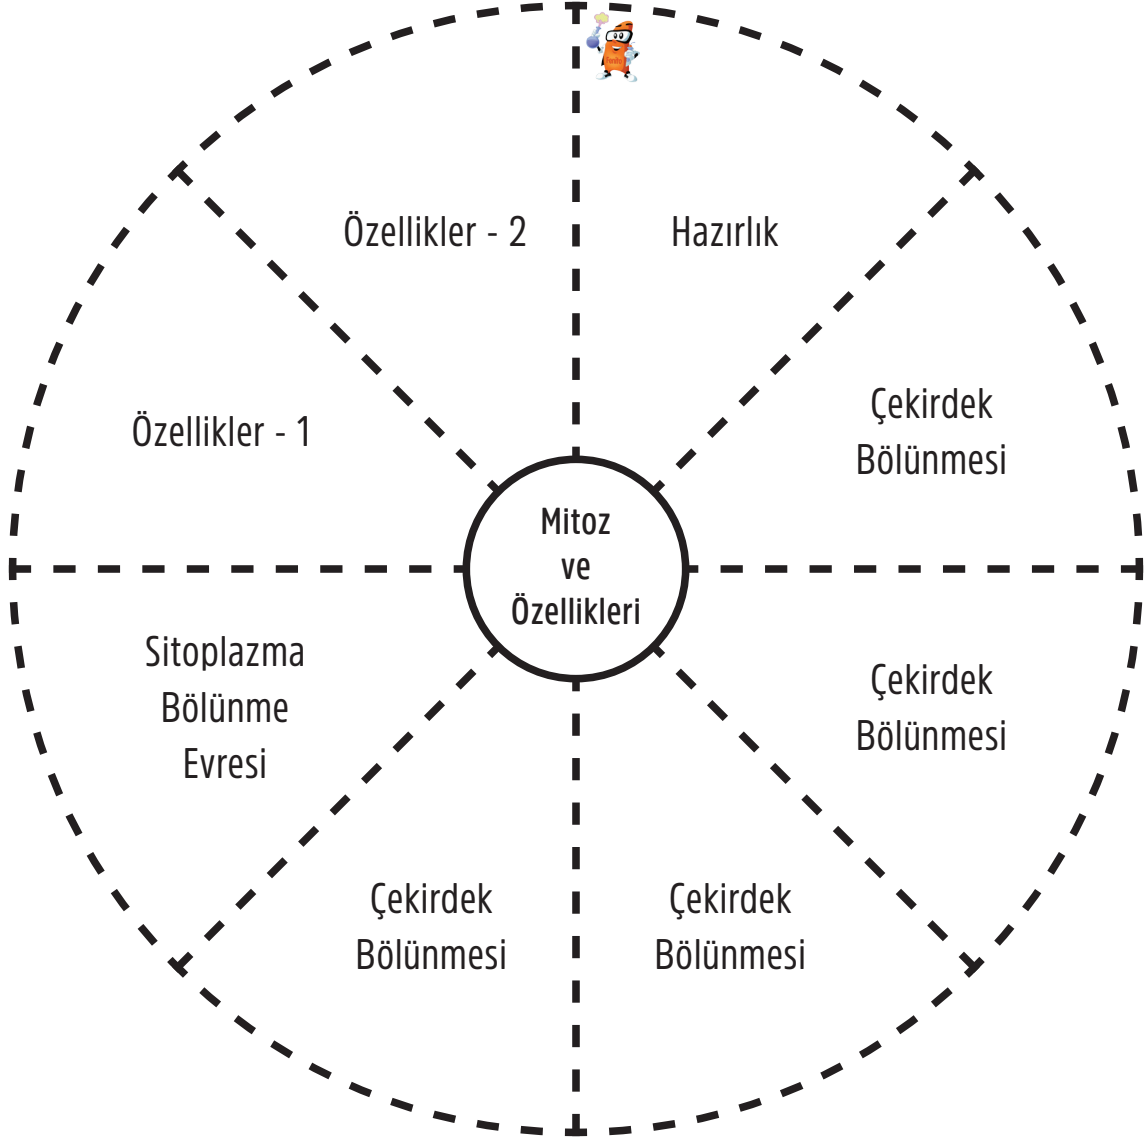 Özellikler - 2
Hazırlık
Çekirdek
Bölünmesi
Özellikler - 1
Mitoz
ve
Özellikleri
Sitoplazma
Bölünme
Evresi
Çekirdek
Bölünmesi
Çekirdek
Bölünmesi
Çekirdek
Bölünmesi